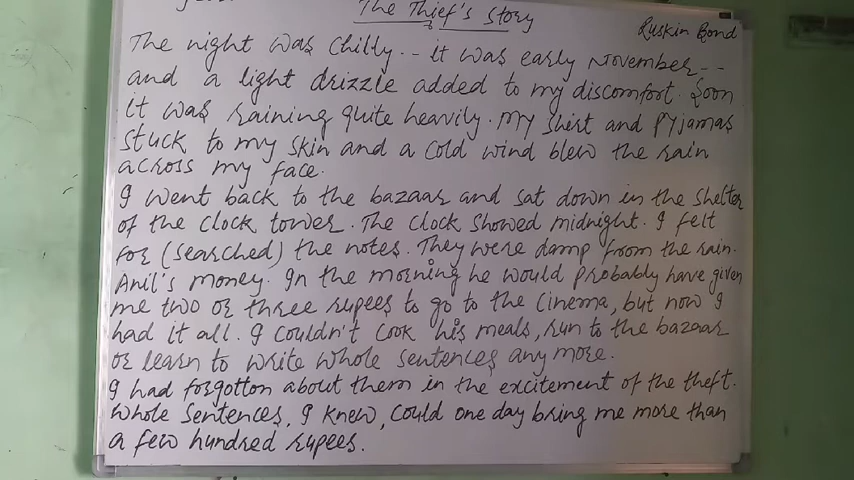 The Thief's Story
Ruskin Bond
The night was chilly -- it was early November --
and a light drizzle added to my discomfort. Soon
it was raining quite heavily. My shirt and pyjamas
stuck to my skin and a cold wind blew the rain
across my face.
I went back to the bazaar and sat down in the shelter
of the clock tower. The clock showed midnight. I felt
for (searched) the notes. They were damp from the rain.
Anil's money. In the morning he would probably have given
me two or three rupees to go to the cinema, but now I
had it all. I couldn't cook his meals, run to the bazaar
or learn to write whole sentences any more.
I had forgotton about them in the excitement of the theft.
Whole sentences, I knew, could one day bring me more than
a few hundred rupees.